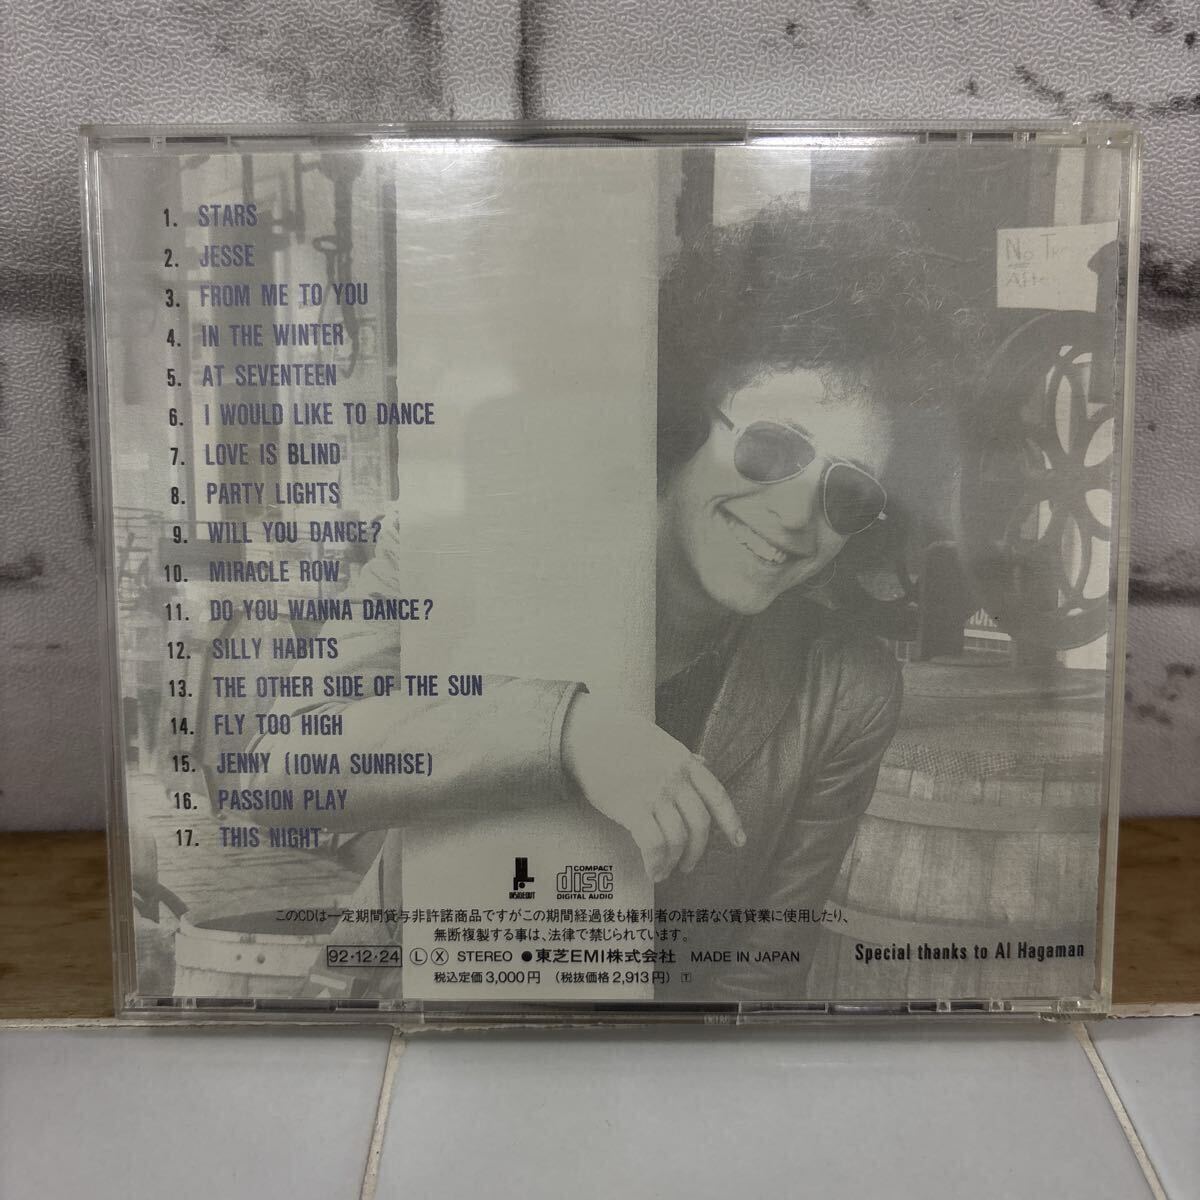 1. STARS
2. JESSE
3. FROM ME TO YOU
4. IN THE WINTER
5. AT SEVENTEEN
6. I WOULD LIKE TO DANCE
7. LOVE IS BLIND
8. PARTY LIGHTS
9. WILL YOU DANCE?
10. MIRACLE ROW
11. DO YOU WANNA DANCE?
12. SILLY HABITS
13. THE OTHER SIDE OF THE SUN
14. FLY TOO HIGH
15. JENNY (IOWA SUNRISE)
16. PASSION PLAY
17. THIS NIGHT
No
INSIDEOUT
COMPACT
disc
DIGITAL AUDIO
このCDは一定期間貸与非許諾商品ですがこの期間経過後も権利者の許諾なく賃貸業に使用したり、
無断複製する事は、法律で禁じられています。
92・12・24 Ⓛ Ⓧ STEREO ●東芝EMI株式会社 MADE IN JAPAN
税込定価3,000円 (税抜価格2,913円) T
Special thanks to Al Hagaman